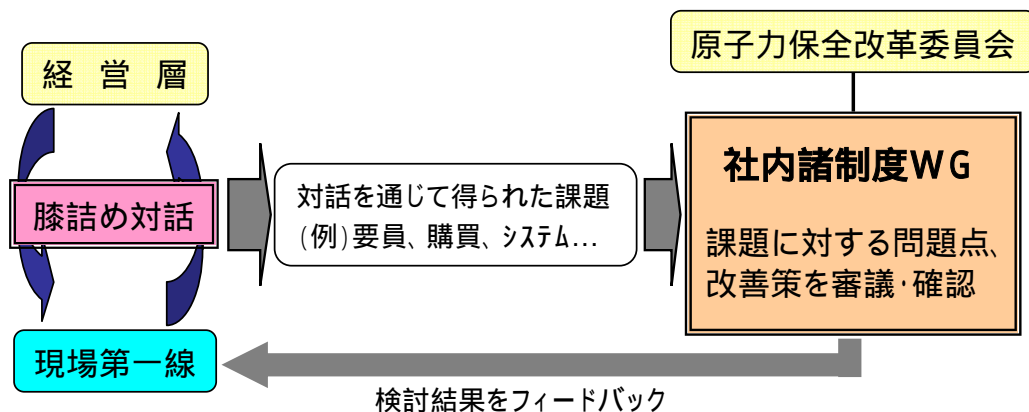 経 営 層
膝詰め対話
現場第一線
対話を通じて得られた課題
(例)要員、購買、ｼｽﾃﾑ…
原子力保全改革委員会
社内諸制度WG
課題に対する問題点、
改善策を審議・確認
検討結果をフィードバック